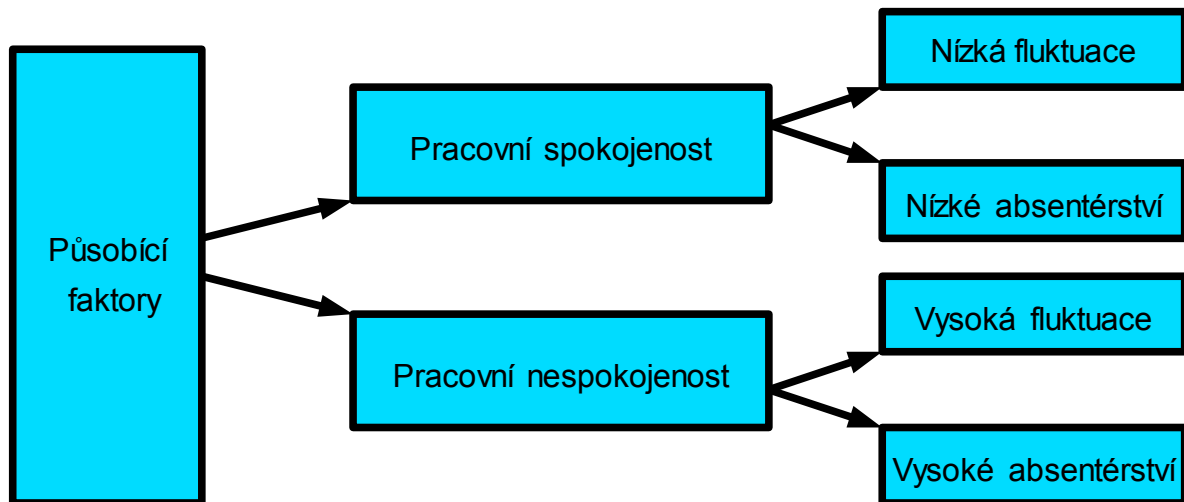 Působící
faktory
Pracovní spokojenost
Pracovní nespokojenost
Nízká fluktuace
Nízké absentérství
Vysoká fluktuace
Vysoké absentérství